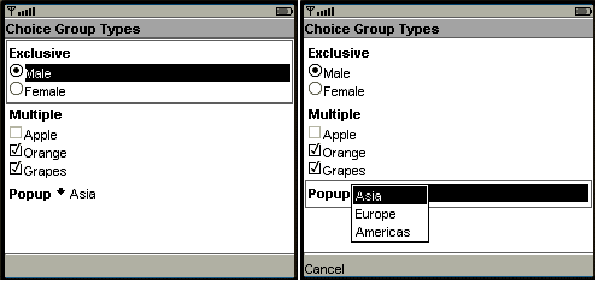 Choice Group Types
Exclusive
Male
Female
Multiple
Apple
Orange
Grapes
Popup Asia
Choice Group Types
Exclusive
Male
Female
Multiple
Apple
Orange
Grapes
Popup Asia
Europe
Americas
Cancel